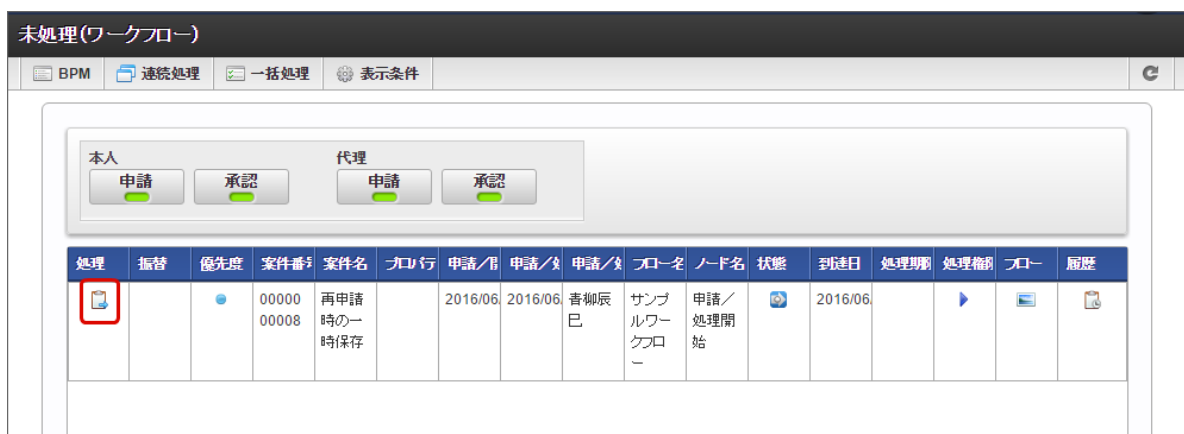 未処理(ワークフロー)
BPM 連続処理 一括処理 表示条件
本人 代理
申請 承認 申請 承認
処理 振替 優先度 案件番号 案件名 プロパテ 申請/ 申請/ 申請/ フロー名 ノード名 状態 到達日 処理期 処理権 フロー 履歴
00000 再申請 2016/06 2016/06 青柳辰 サンプ 申請/ 2016/06
00008 時の一 巳 ルワー 処理開
時保存 クフロ 始
ー